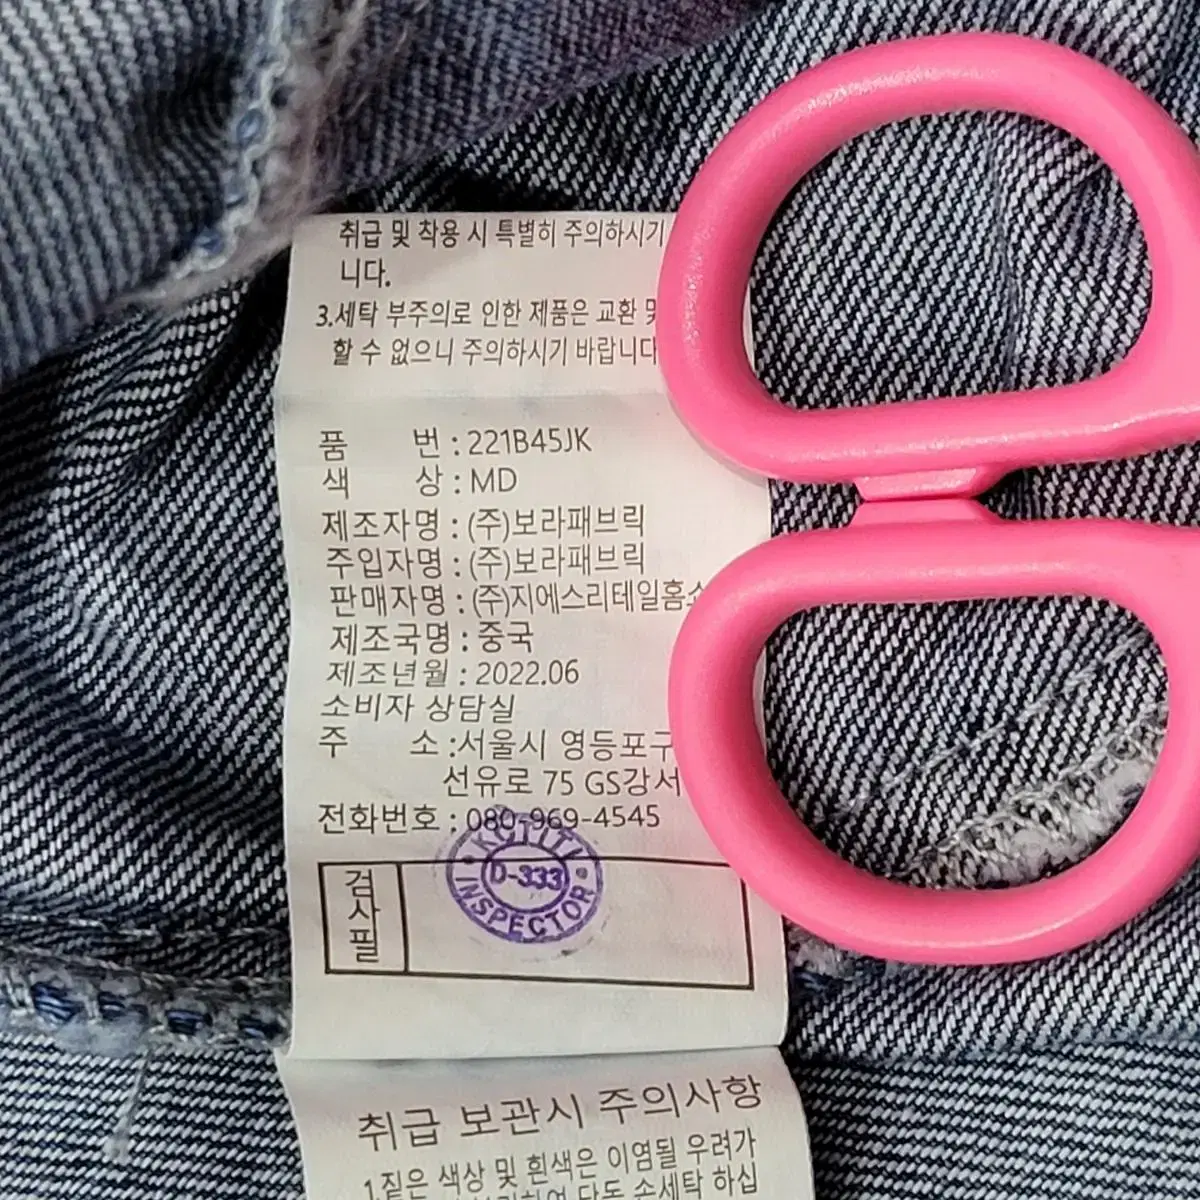 취급 및 착용 시 특별히 주의하시기
니다.
3.세탁 부주의로 인한 제품은 교환 및
할 수 없으니 주의하시기 바랍니다
품 번 : 221B45JK
색 상 : MD
제조자명 : (주)보라패브릭
주입자명 : (주)보라패브릭
판매자명 : (주)지에스리테일홈쇼
제조국명 : 중국
제조년월 : 2022.06
소비자 상담실
주 소 :서울시 영등포구
선유로 75 GS강서
전화번호 : 080-969-4545
KOTITI
D-333
INSPECTOR
검사필
취급 보관시 주의사항
1.짙은 색상 및 흰색은 이염될 우려가
단독 손세탁 하십